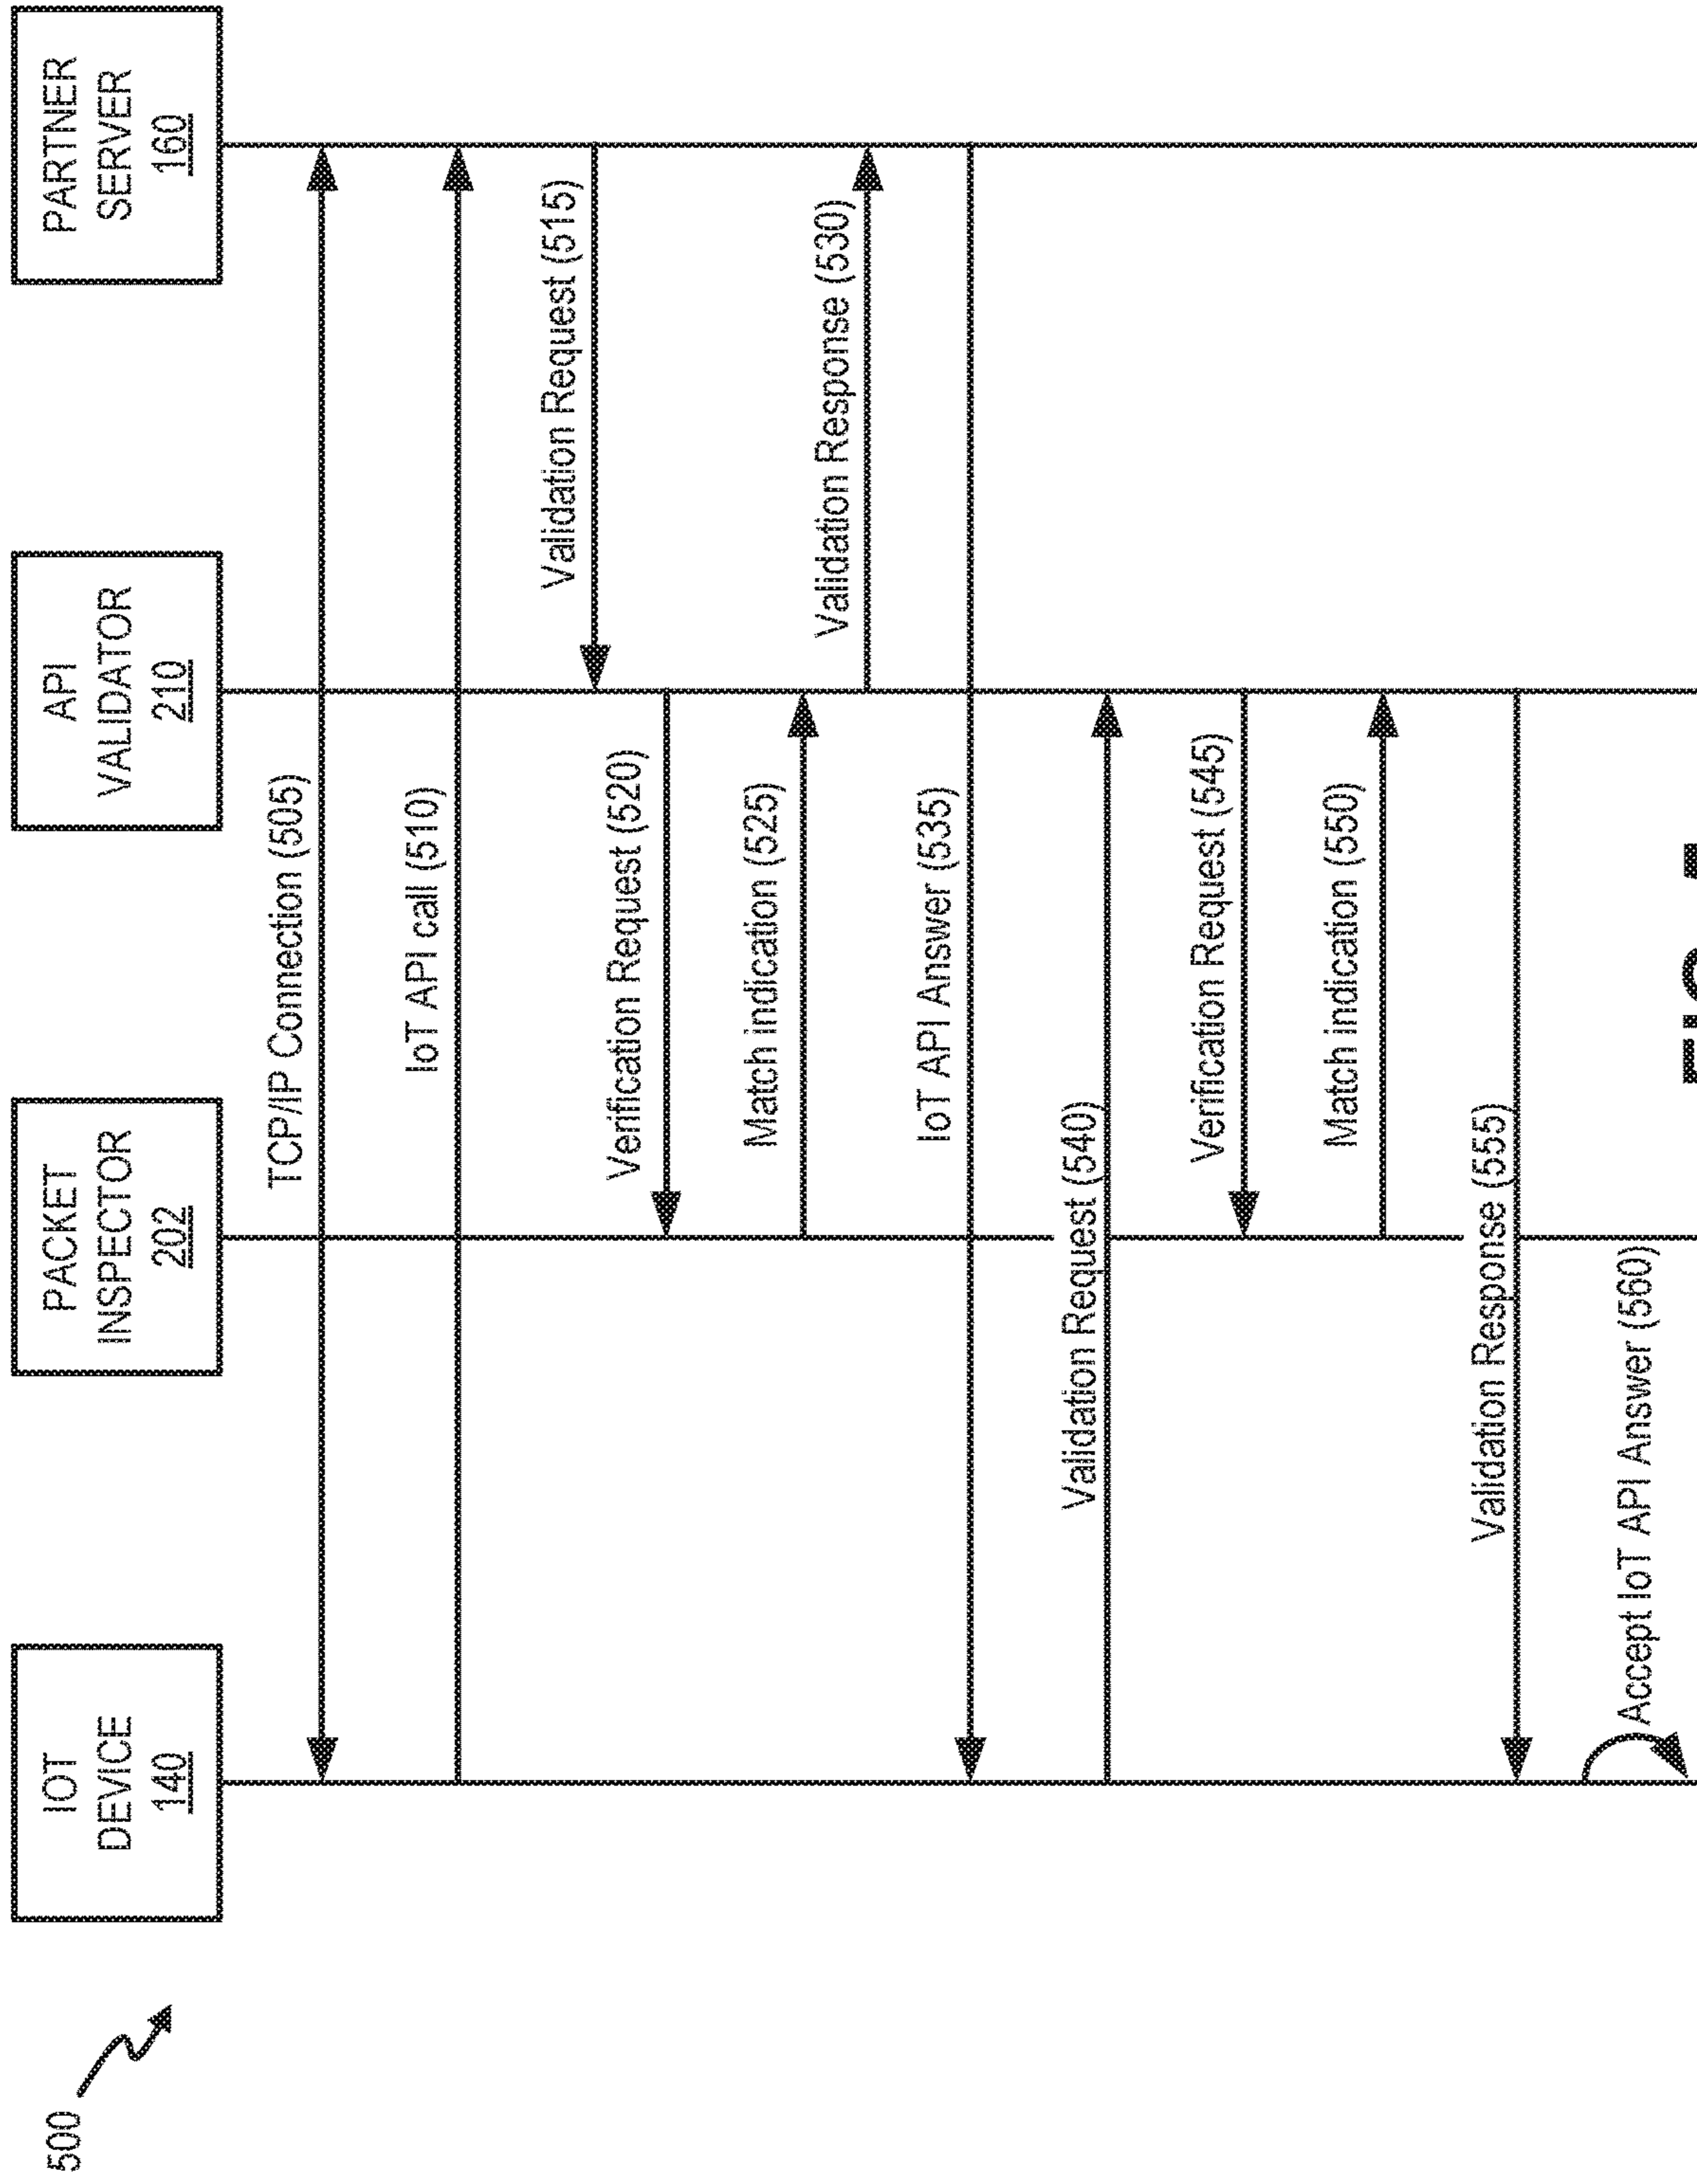 500
IOT
DEVICE
140
PACKET
INSPECTOR
202
API
VALIDATOR
210
PARTNER
SERVER
160
TCP/IP Connection (505)
IoT API call (510)
Validation Request (515)
Verification Request (520)
Match indication (525)
Validation Response (530)
IoT API Answer (535)
Validation Request (540)
Verification Request (545)
Match indication (550)
Validation Response (555)
Accept IoT API Answer (560)